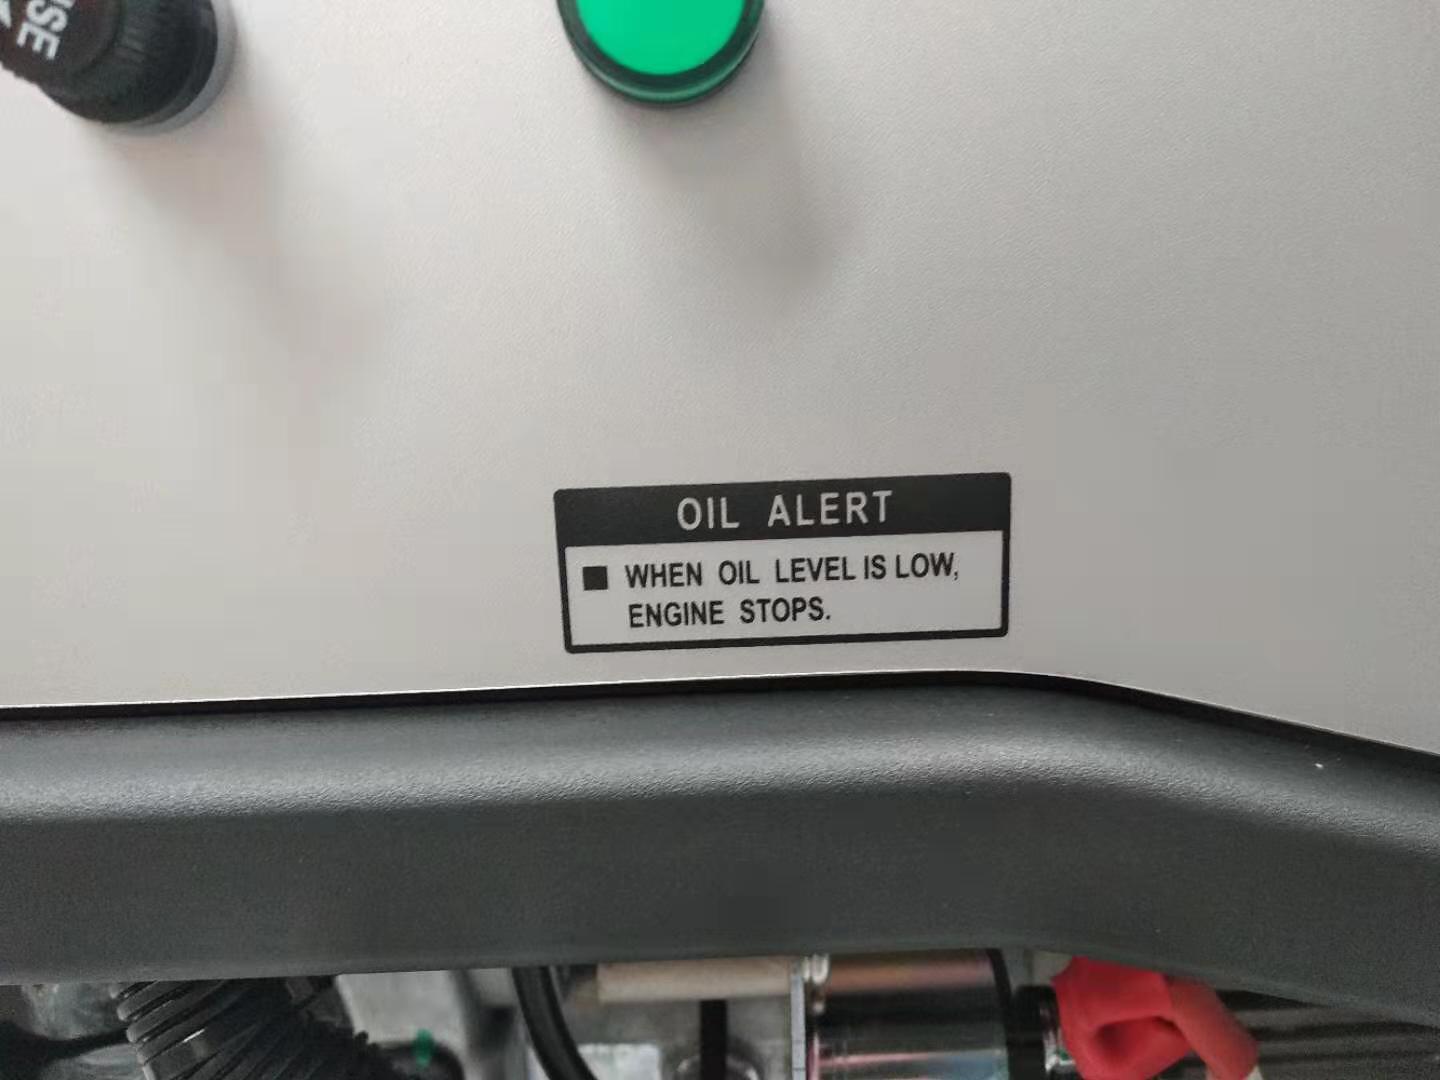 OIL ALERT
■ WHEN OIL LEVEL IS LOW,
ENGINE STOPS.